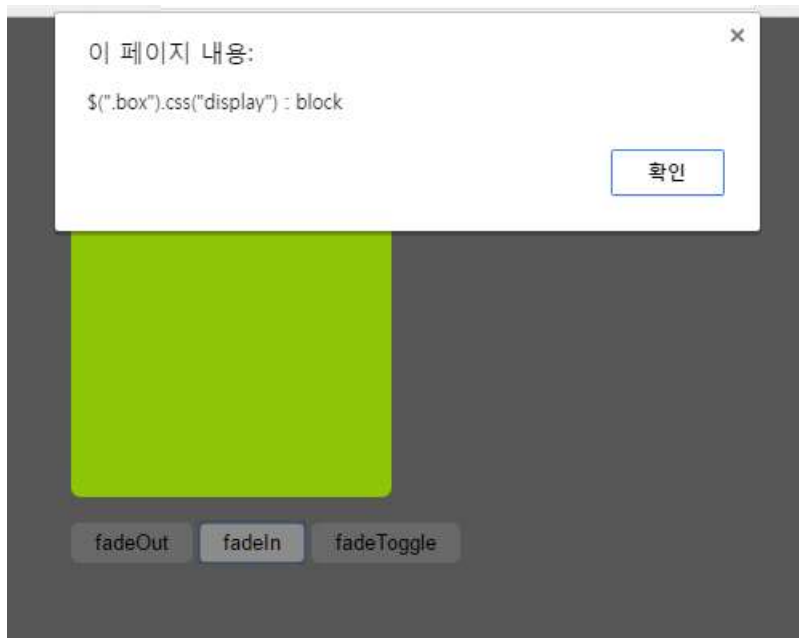 이 페이지 내용:
$(".box").css("display") : block
확인
fadeOut fadeIn fadeToggle